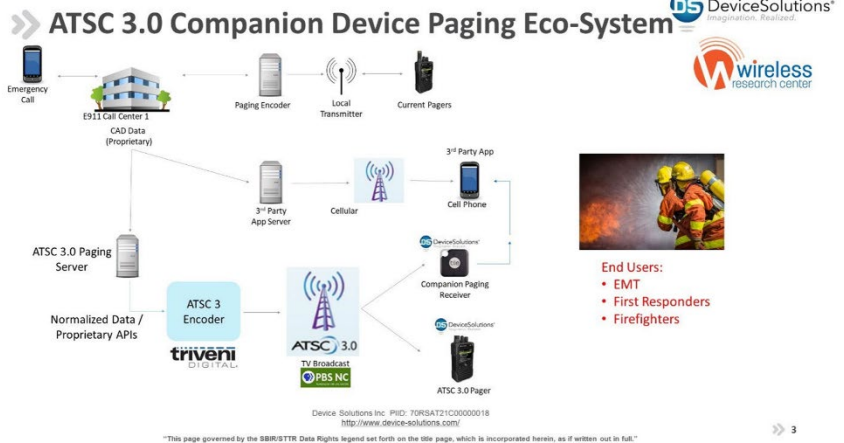 DS DeviceSolutions®
Imagination. Realized.
ATSC 3.0 Companion Device Paging Eco-System
wireless
research center
Emergency
Call
E911 Call Center 1
CAD Data
(Proprietary)
Paging Encoder
Local
Transmitter
Current Pagers
3rd Party App
3rd Party
App Server
Cellular
Cell Phone
ATSC 3.0 Paging
Server
DS DeviceSolutions®
Companion Paging
Receiver
End Users:
• EMT
• First Responders
• Firefighters
ATSC 3
Encoder
Normalized Data /
Proprietary APIs
triveni
DIGITAL.
ATSC 3.0
TV Broadcast
PBS NC
DS DeviceSolutions®
ATSC 3.0 Pager
Device Solutions Inc PIID: 70RSAT21C00000018
http://www.device-solutions.com/
"This page governed by the SBIR/STTR Data Rights legend set forth on the title page, which is incorporated herein, as if written out in full."
3